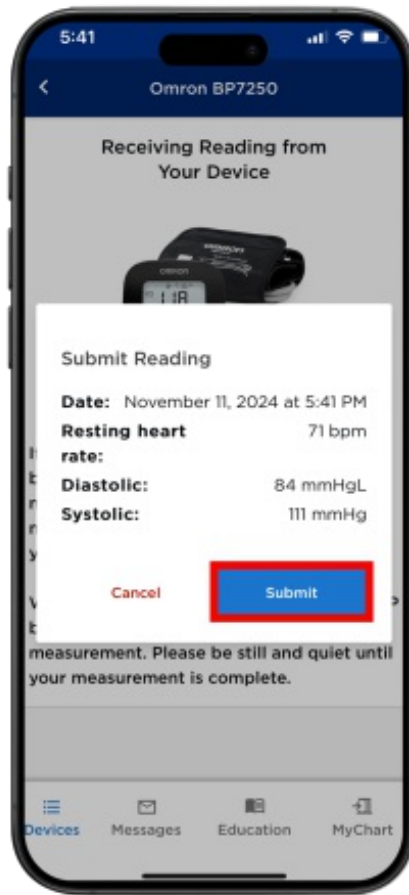 5:41
Omron BP7250
Receiving Reading from
Your Device
OMRON
118
Submit Reading
Date: November 11, 2024 at 5:41 PM
Resting heart 71 bpm
rate:
Diastolic: 84 mmHgL
Systolic: 111 mmHg
Cancel Submit
measurement. Please be still and quiet until
your measurement is complete.
Devices Messages Education MyChart